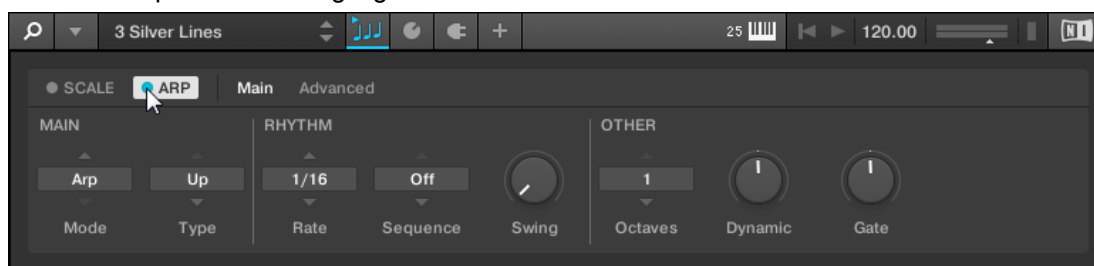 3 Silver Lines 25 120.00 NI
SCALE ARP Main Advanced
MAIN RHYTHM OTHER
Arp Up 1/16 Off 1
Mode Type Rate Sequence Swing Octaves Dynamic Gate